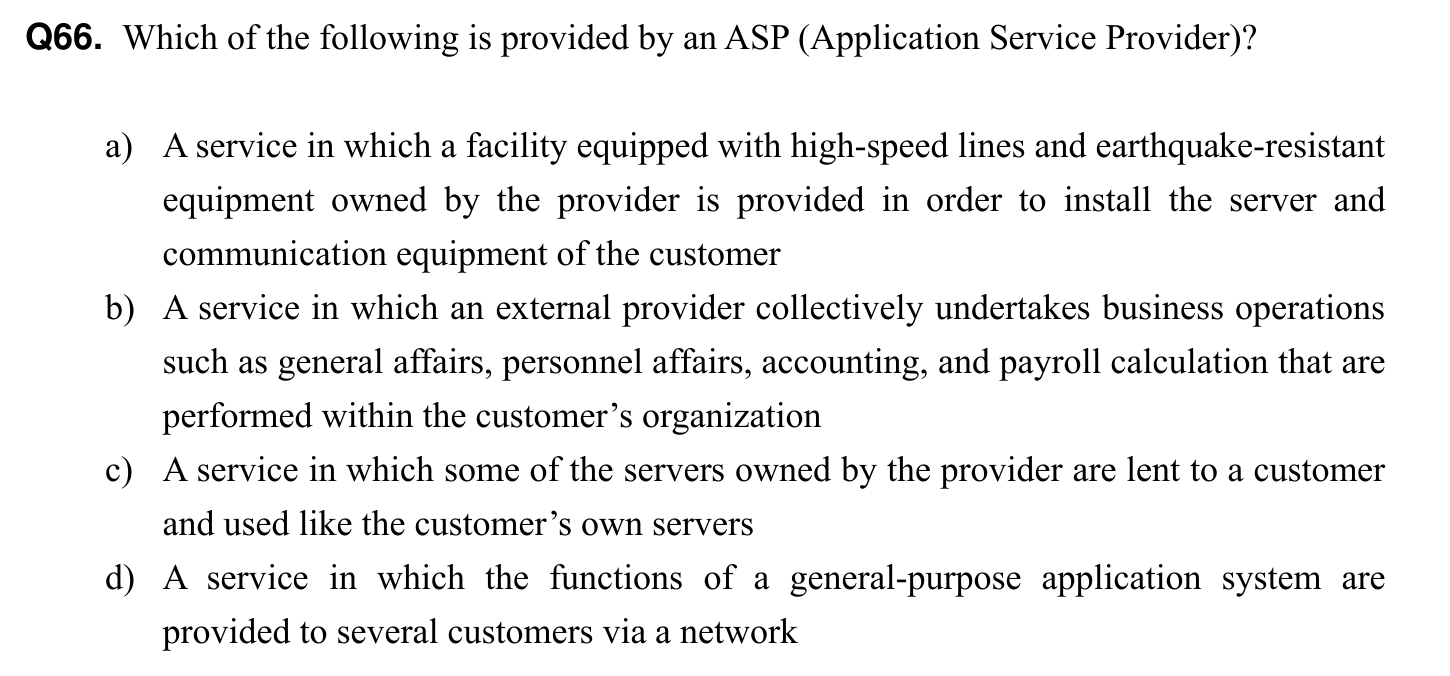 Q66. Which of the following is provided by an ASP (Application Service Provider)?
a) A service in which a facility equipped with high-speed lines and earthquake-resistant
equipment owned by the provider is provided in order to install the server and
communication equipment of the customer
b) A service in which an external provider collectively undertakes business operations
such as general affairs, personnel affairs, accounting, and payroll calculation that are
performed within the customer’s organization
c) A service in which some of the servers owned by the provider are lent to a customer
and used like the customer’s own servers
d) A service in which the functions of a general-purpose application system are
provided to several customers via a network